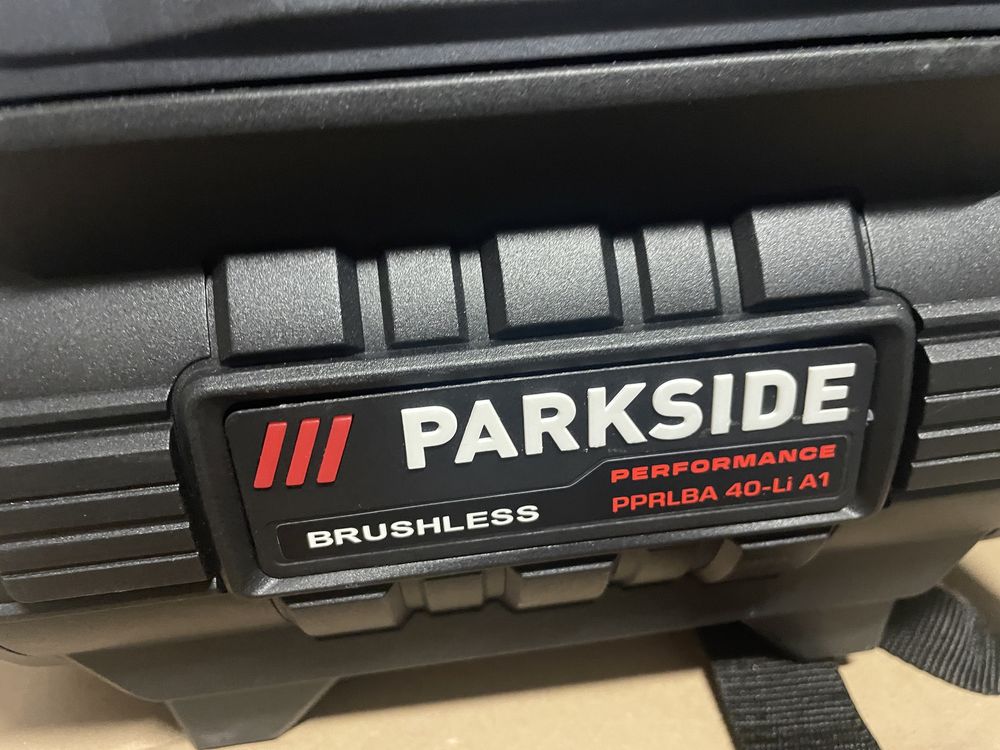 PARKSIDE
PERFORMANCE
PPRLBA 40-Li A1
BRUSHLESS